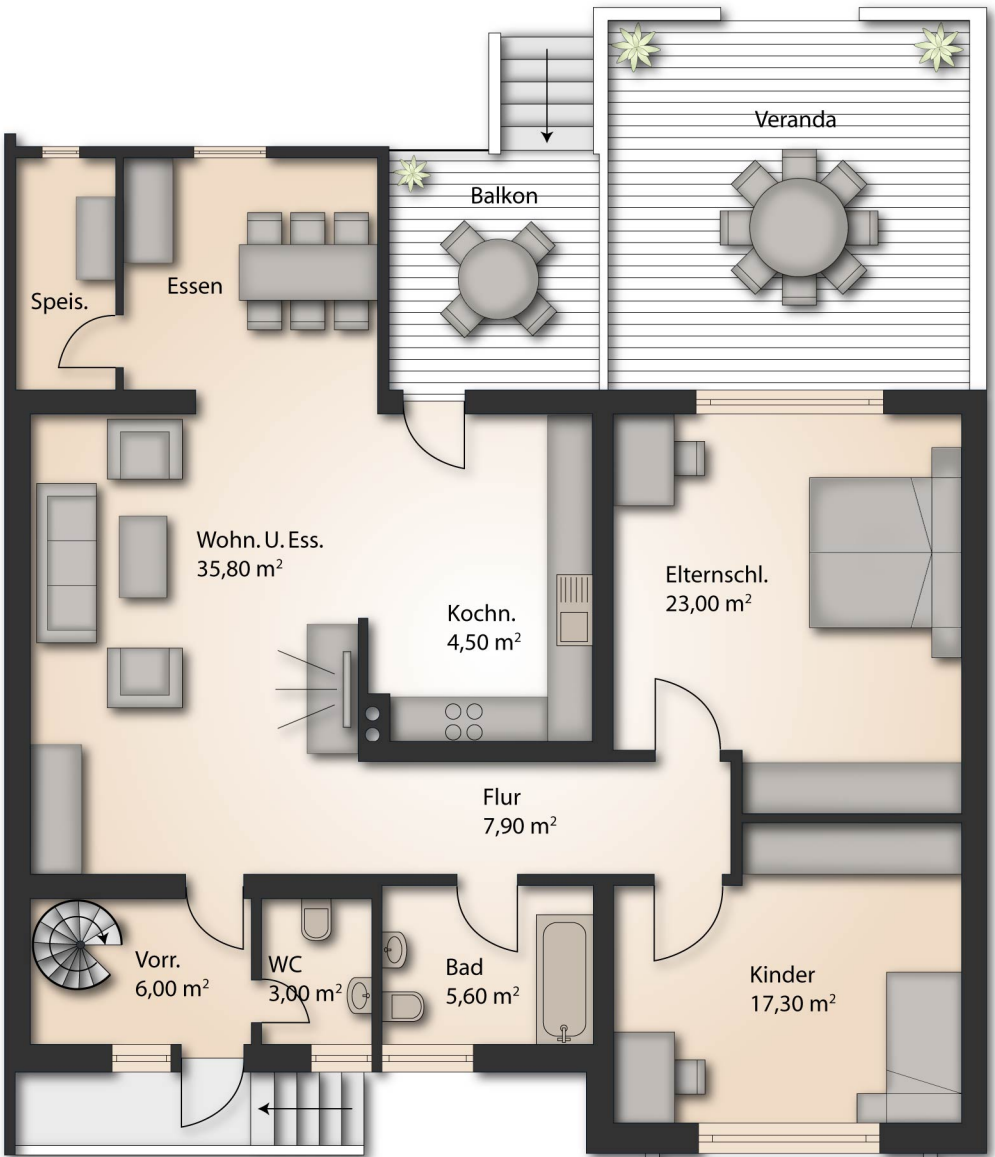 Veranda
Balkon
Essen
Speis.
Wohn. U. Ess.
35,80 m²
Elternschl.
23,00 m²
Kochn.
4,50 m²
Flur
7,90 m²
Vorr.
6,00 m²
WC
3,00 m²
Bad
5,60 m²
Kinder
17,30 m²